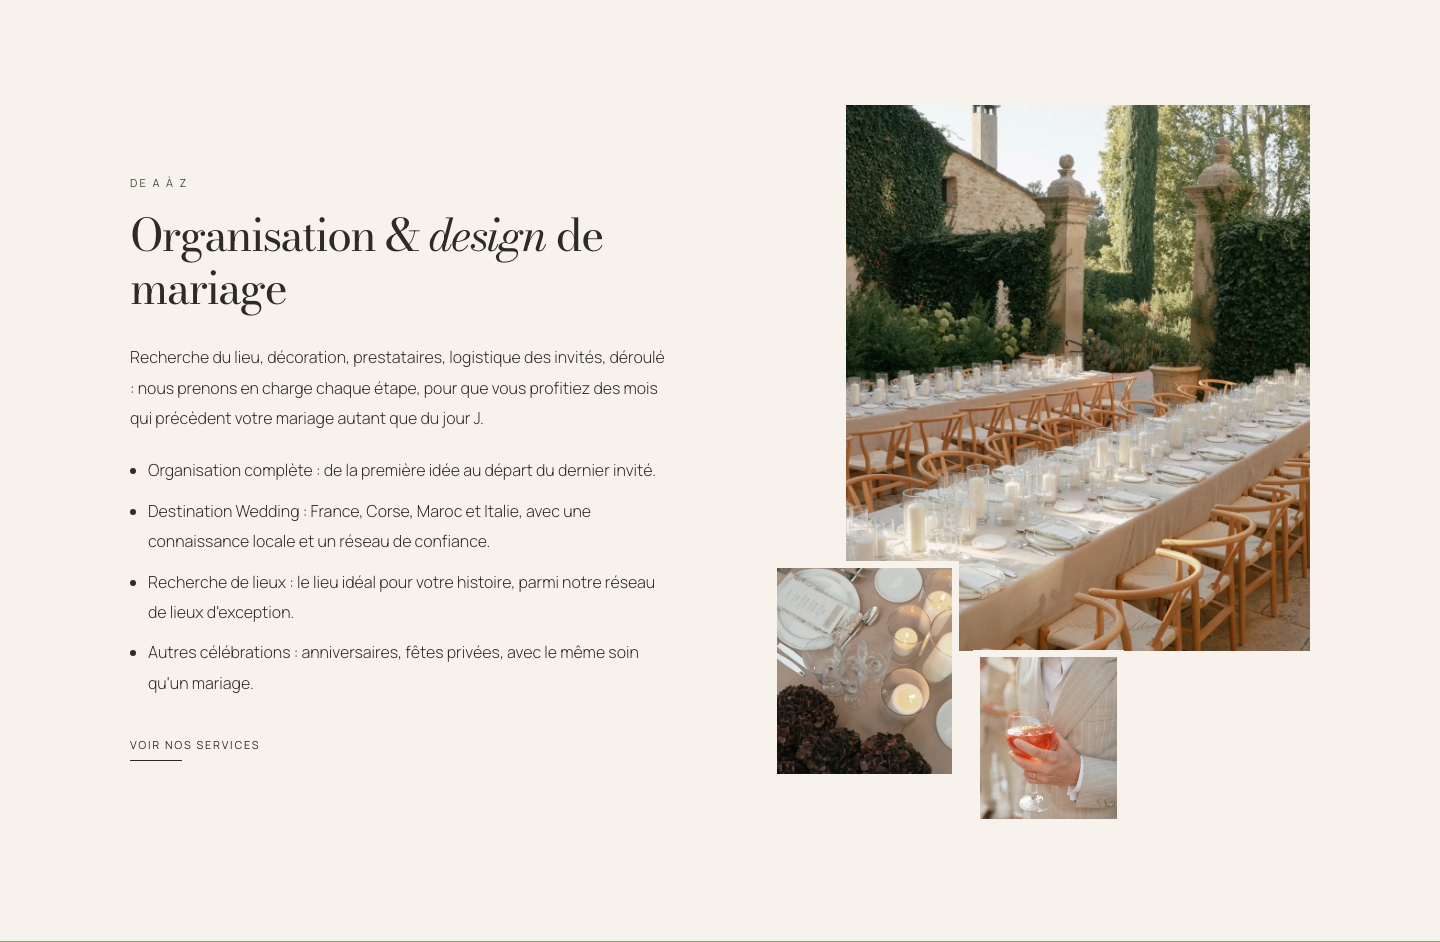 DE A À Z
Organisation & design de
mariage
Recherche du lieu, décoration, prestataires, logistique des invités, déroulé
: nous prenons en charge chaque étape, pour que vous profitiez des mois
qui précèdent votre mariage autant que du jour J.
• Organisation complète : de la première idée au départ du dernier invité.
• Destination Wedding : France, Corse, Maroc et Italie, avec une
connaissance locale et un réseau de confiance.
• Recherche de lieux : le lieu idéal pour votre histoire, parmi notre réseau
de lieux d'exception.
• Autres célébrations : anniversaires, fêtes privées, avec le même soin
qu'un mariage.
VOIR NOS SERVICES